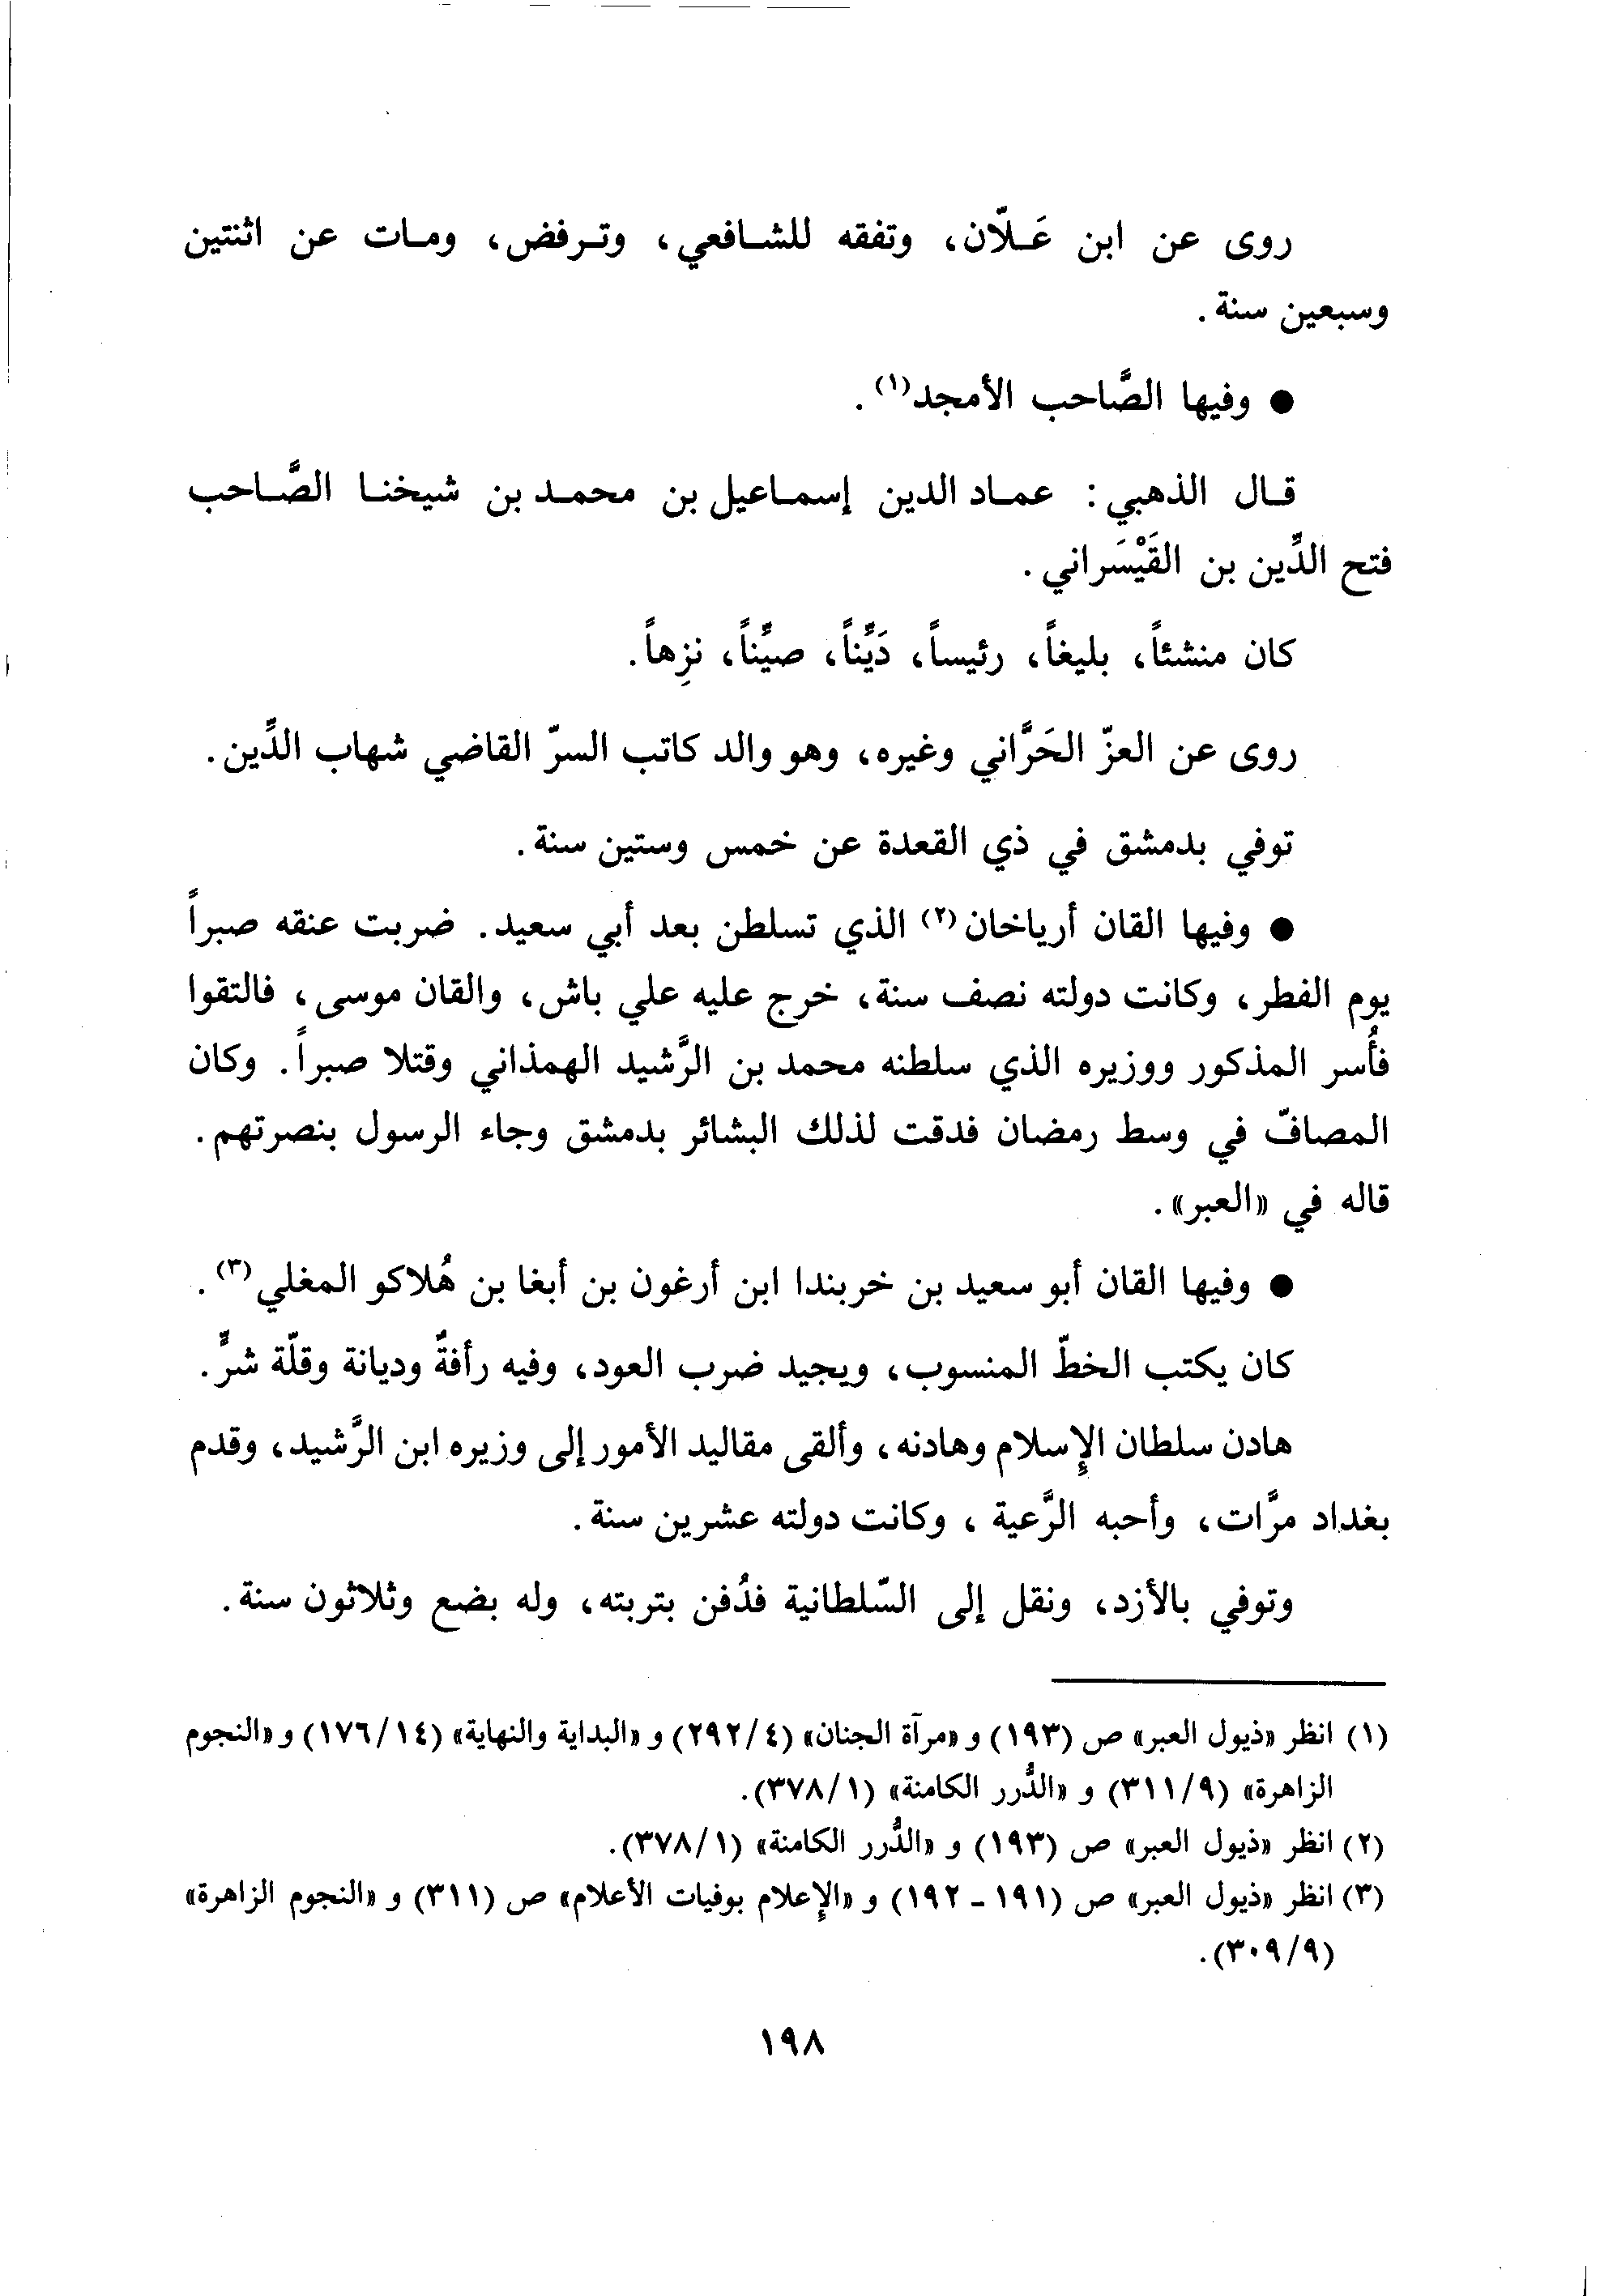 روى عن ابن عَلّان، وتفقه للشافعي، وترفض، ومات عن اثنتين
وسبعين سنة.
● وفيها الصَّاحب الأمجد(١).
قال الذهبي: عماد الدين إسماعيل بن محمد بن شيخنا الصَّاحب
فتح الدِّين بن القَيْسَراني.
كان منشئاً، بليغاً، رئيساً، دَيِّناً، صيِّناً، نزِهاً.
روى عن العزّ الحَرَّاني وغيره، وهو والد كاتب السرّ القاضي شهاب الدِّين.
توفي بدمشق في ذي القعدة عن خمس وستين سنة.
● وفيها القان أرياخان(٢) الذي تسلطن بعد أبي سعيد. ضربت عنقه صبراً
يوم الفطر، وكانت دولته نصف سنة، خرج عليه علي باش، والقان موسى، فالتقوا
فأُسر المذكور ووزيره الذي سلطنه محمد بن الرَّشيد الهمذاني وقتلا صبراً. وكان
المصافّ في وسط رمضان فدقت لذلك البشائر بدمشق وجاء الرسول بنصرتهم.
قاله في «العبر».
● وفيها القان أبو سعيد بن خربندا ابن أرغون بن أبغا بن هُلاكو المغلي(٣).
كان يكتب الخطّ المنسوب، ويجيد ضرب العود، وفيه رأفةٌ وديانة وقلّة شرٍّ.
هادن سلطان الإِسلام وهادنه، وألقى مقاليد الأمور إلى وزيره ابن الرَّشيد، وقدم
بغداد مرَّات، وأحبه الرَّعية، وكانت دولته عشرين سنة.
وتوفي بالأزد، ونقل إلى السّلطانية فدُفن بتربته، وله بضع وثلاثون سنة.
(١) انظر «ذيول العبر» ص (١٩٣) و «مرآة الجنان» (٢٩٢/٤) و «البداية والنهاية» (١٧٦/١٤) و «النجوم
الزاهرة» (٣١١/٩) و «الدُّرر الكامنة» (٣٧٨/١).
(٢) انظر «ذيول العبر» ص (١٩٣) و «الدُّرر الكامنة» (٣٧٨/١).
(٣) انظر «ذيول العبر» ص (١٩١ - ١٩٢) و «الإِعلام بوفيات الأعلام» ص (٣١١) و «النجوم الزاهرة»
(٣٠٩/٩).
١٩٨